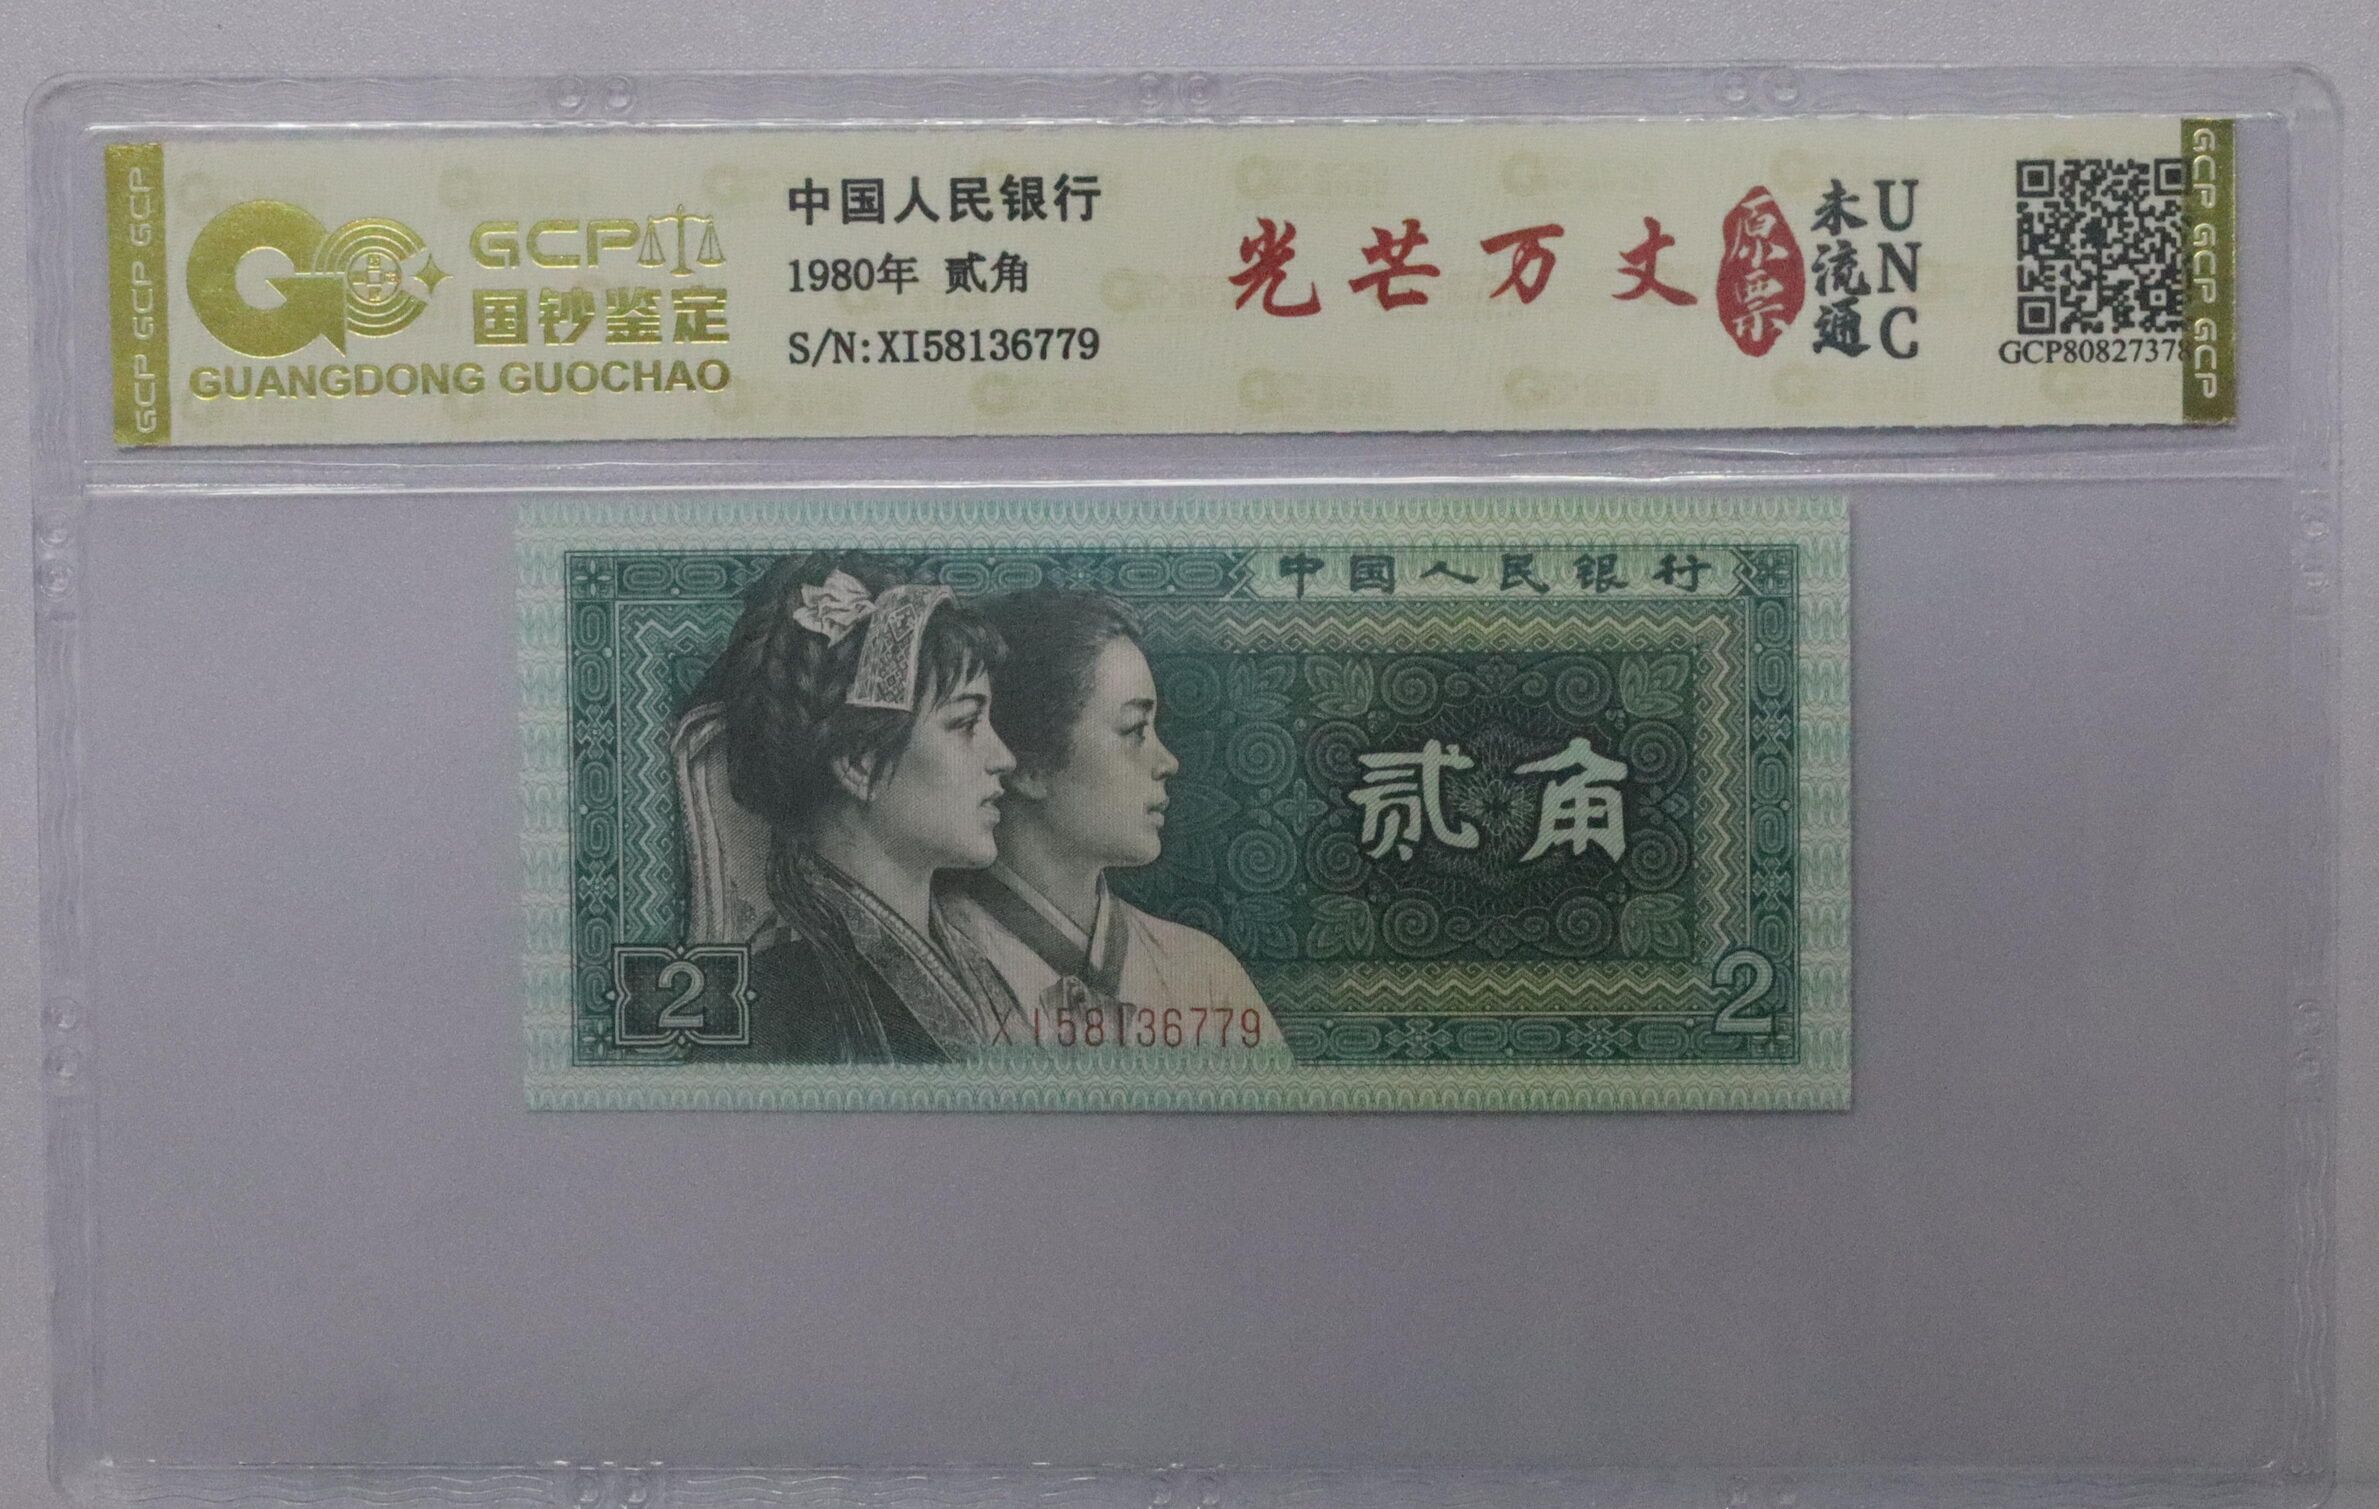 GCP GCP GCP
GCP
国钞鉴定
GUANGDONG GUOCHAO
中国人民银行
1980年 贰角
S/N:XI58136779
光芒万丈
原票
未流通
UNC
GCP80827378
GCP GCP GCP
中国人民银行
贰角
2
XI58136779
2